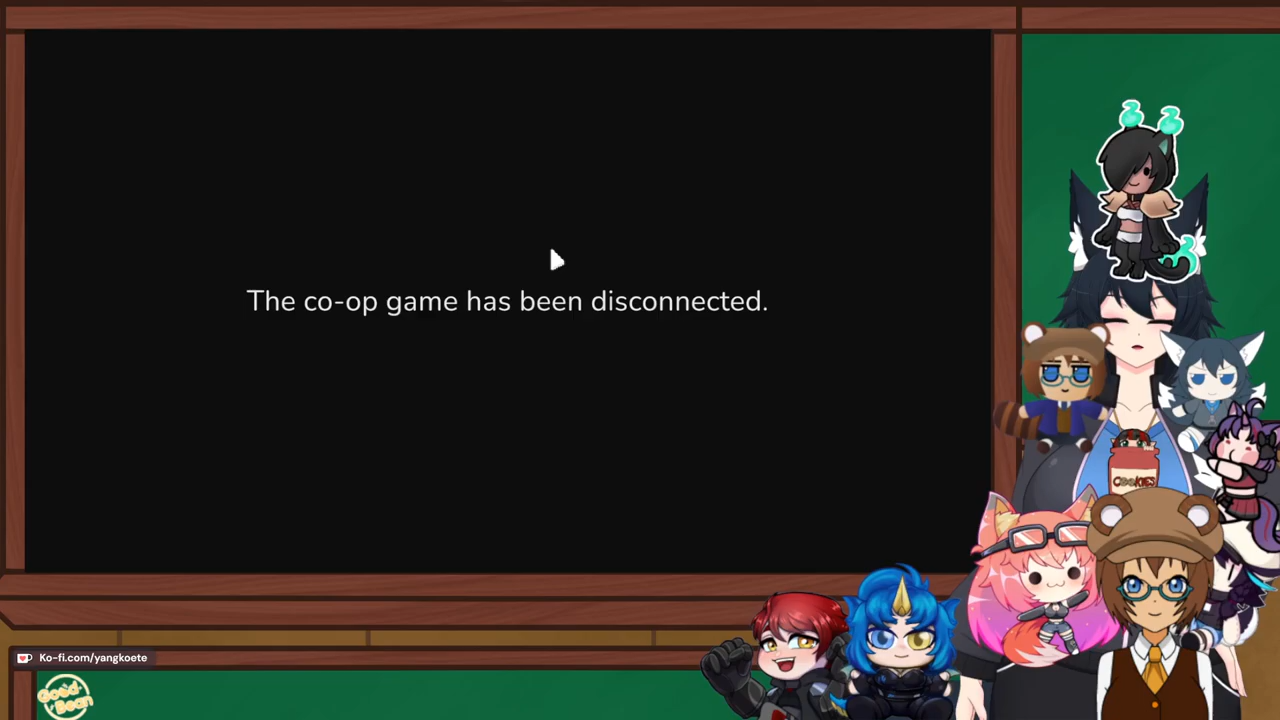 The co-op game has been disconnected.
COOKIES
Ko-fi.com/yangkoete
Good
Bean